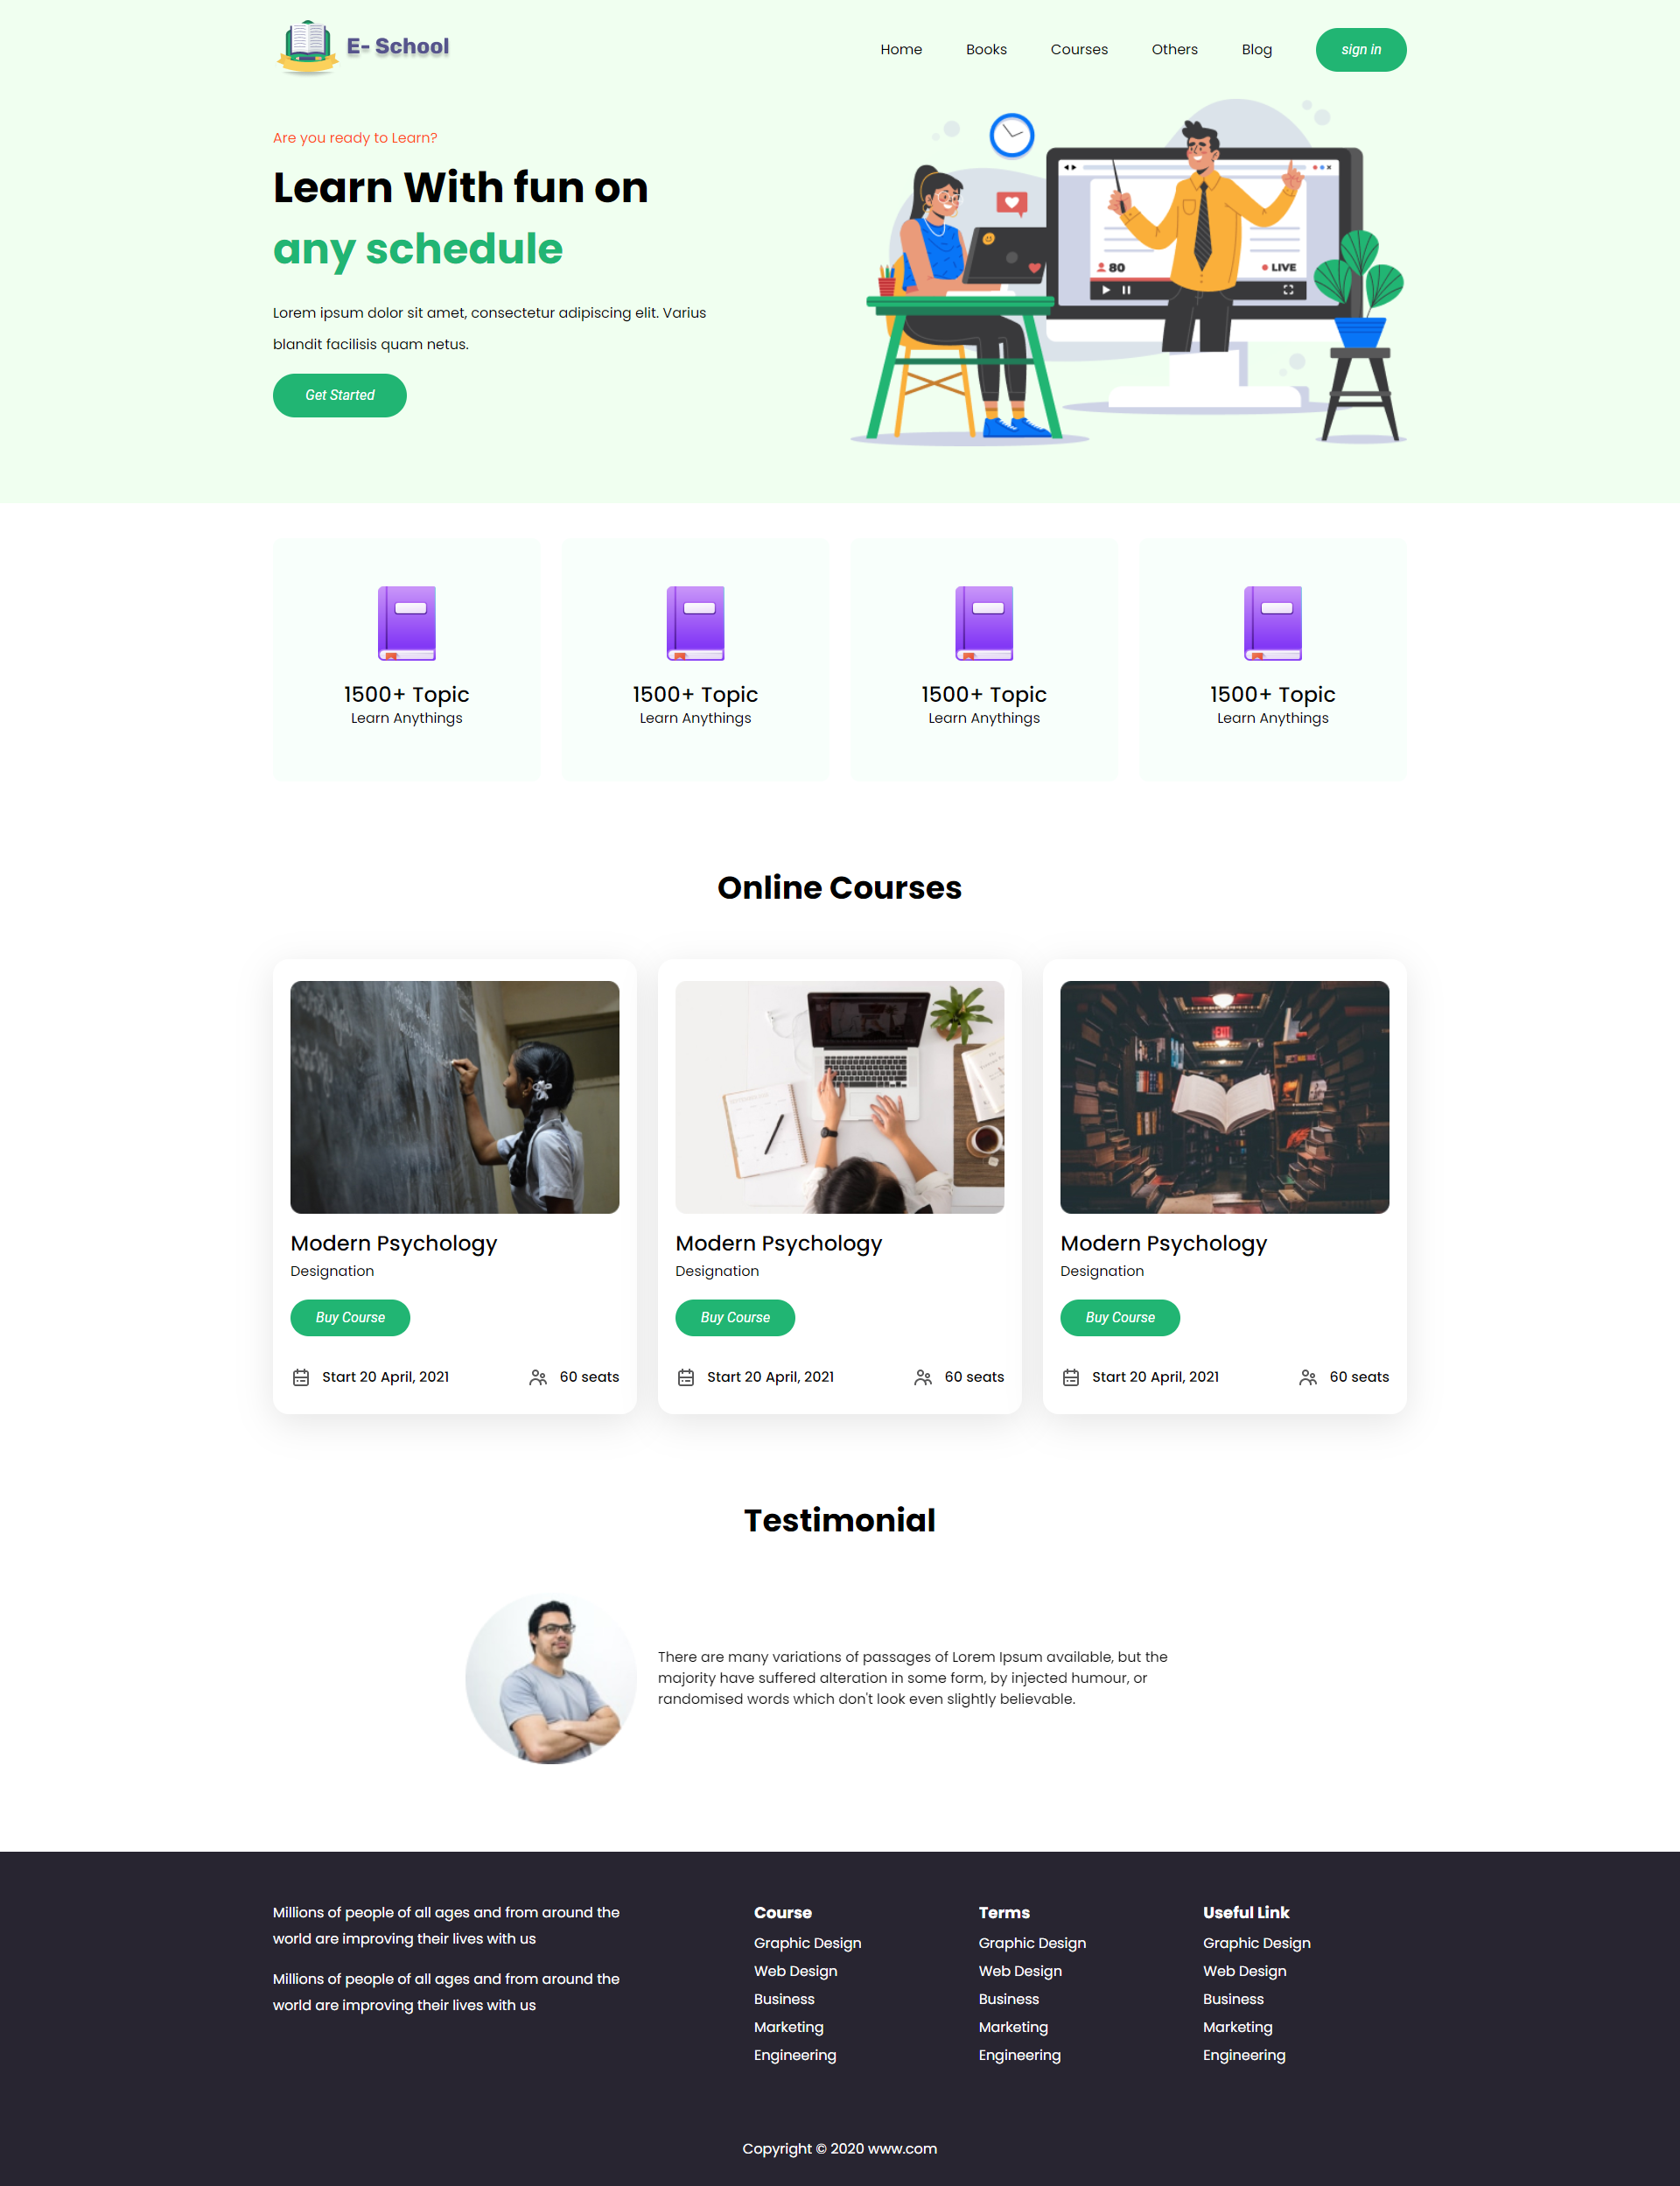 E- School
Home
Books
Courses
Others
Blog
sign in
Are you ready to Learn?
Learn With fun on
any schedule
Lorem ipsum dolor sit amet, consectetur adipiscing elit. Varius
blandit facilisis quam netus.
Get Started
80
LIVE
1500+ Topic
Learn Anythings
1500+ Topic
Learn Anythings
1500+ Topic
Learn Anythings
1500+ Topic
Learn Anythings
Online Courses
EXIT
Modern Psychology
Designation
Buy Course
Start 20 April, 2021
60 seats
Modern Psychology
Designation
Buy Course
Start 20 April, 2021
60 seats
Modern Psychology
Designation
Buy Course
Start 20 April, 2021
60 seats
Testimonial
There are many variations of passages of Lorem Ipsum available, but the
majority have suffered alteration in some form, by injected humour, or
randomised words which don't look even slightly believable.
Millions of people of all ages and from around the
world are improving their lives with us
Millions of people of all ages and from around the
world are improving their lives with us
Course
Graphic Design
Web Design
Business
Marketing
Engineering
Terms
Graphic Design
Web Design
Business
Marketing
Engineering
Useful Link
Graphic Design
Web Design
Business
Marketing
Engineering
Copyright © 2020 www.com